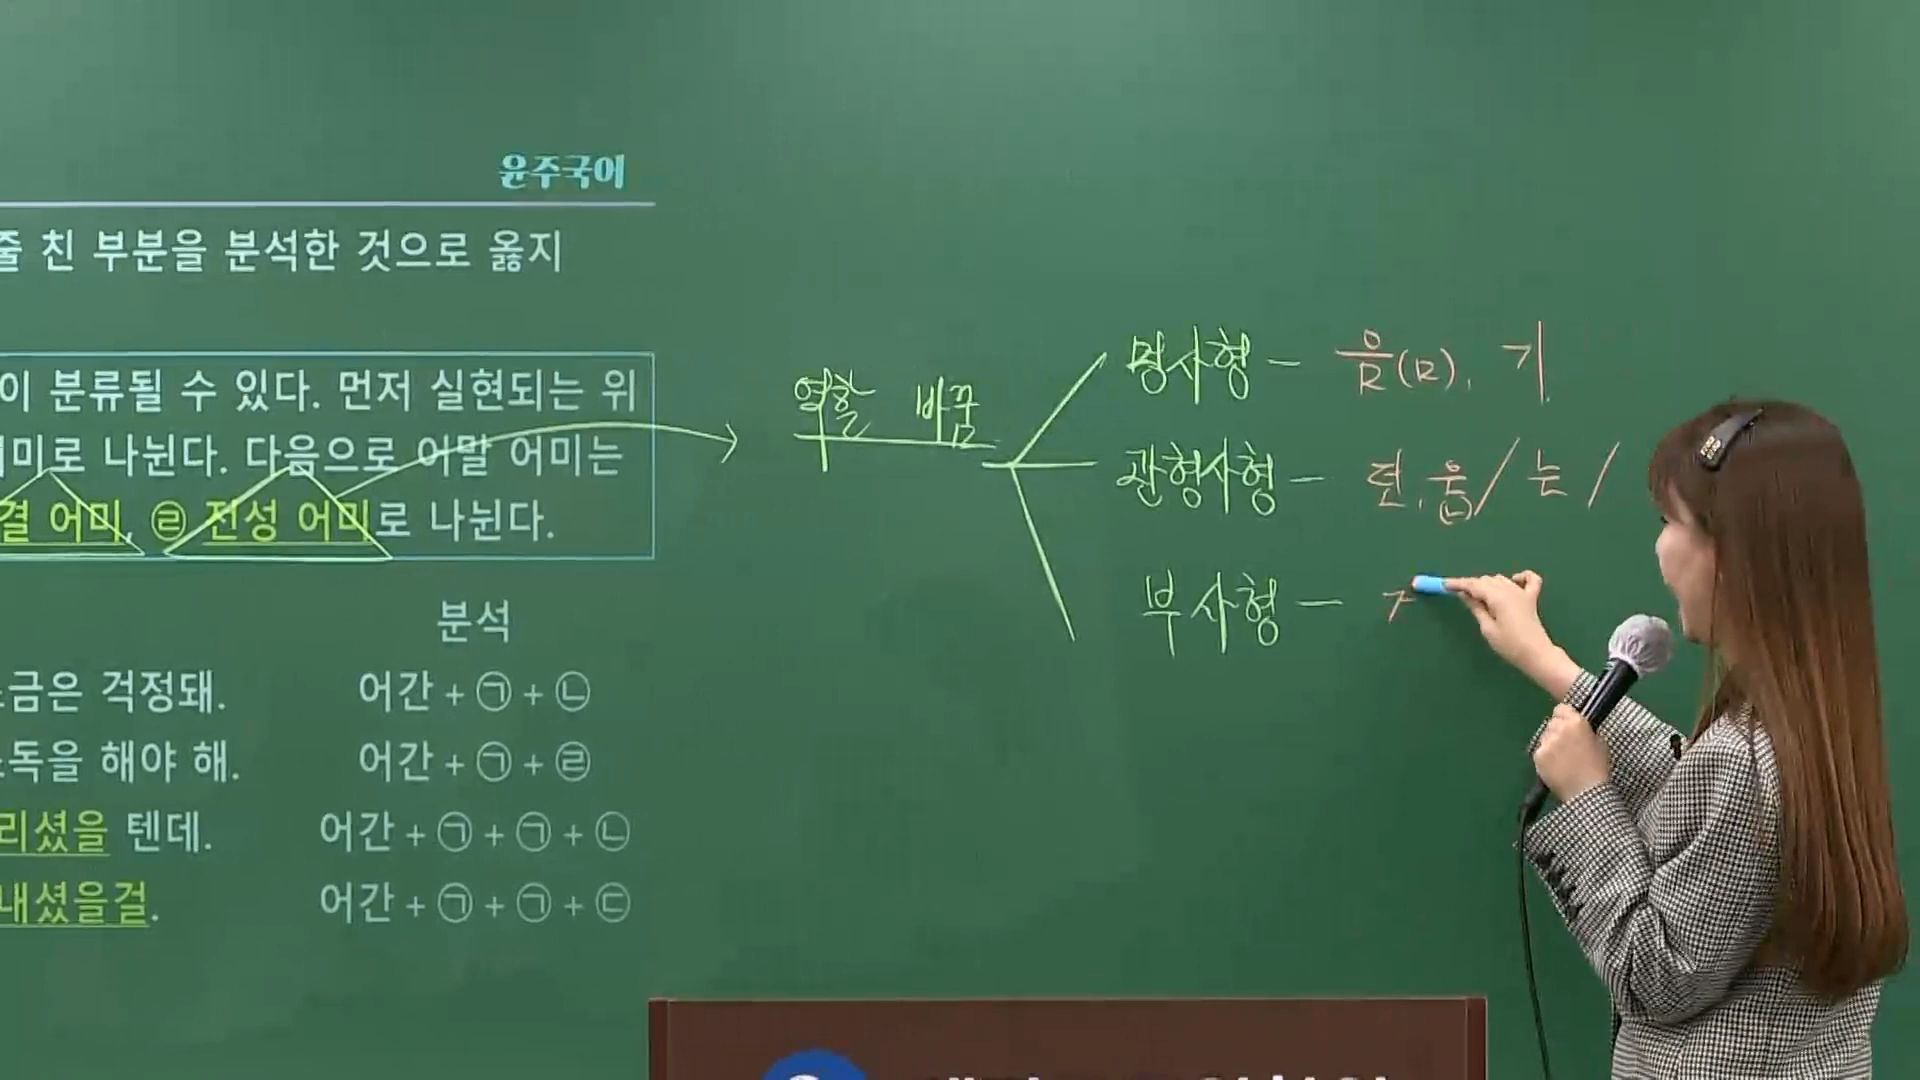 윤주국어
줄 친 부분을 분석한 것으로 옳지
이 분류될 수 있다. 먼저 실현되는 위
어미로 나뉜다. 다음으로 어말 어미는
결 어미, ㉣ 전성 어미로 나뉜다.
분석
금은 걱정돼. 어간 + ㉠ + ㉡
독을 해야 해. 어간 + ㉠ + ㉣
리셨을 텐데. 어간 + ㉠ + ㉠ + ㉡
내셨을걸. 어간 + ㉠ + ㉠ + ㉢
역할 바꿈
명사형 - 음(ㅁ), 기
관형사형 - 던, 은(ㄴ) / 는 /
부사형 -